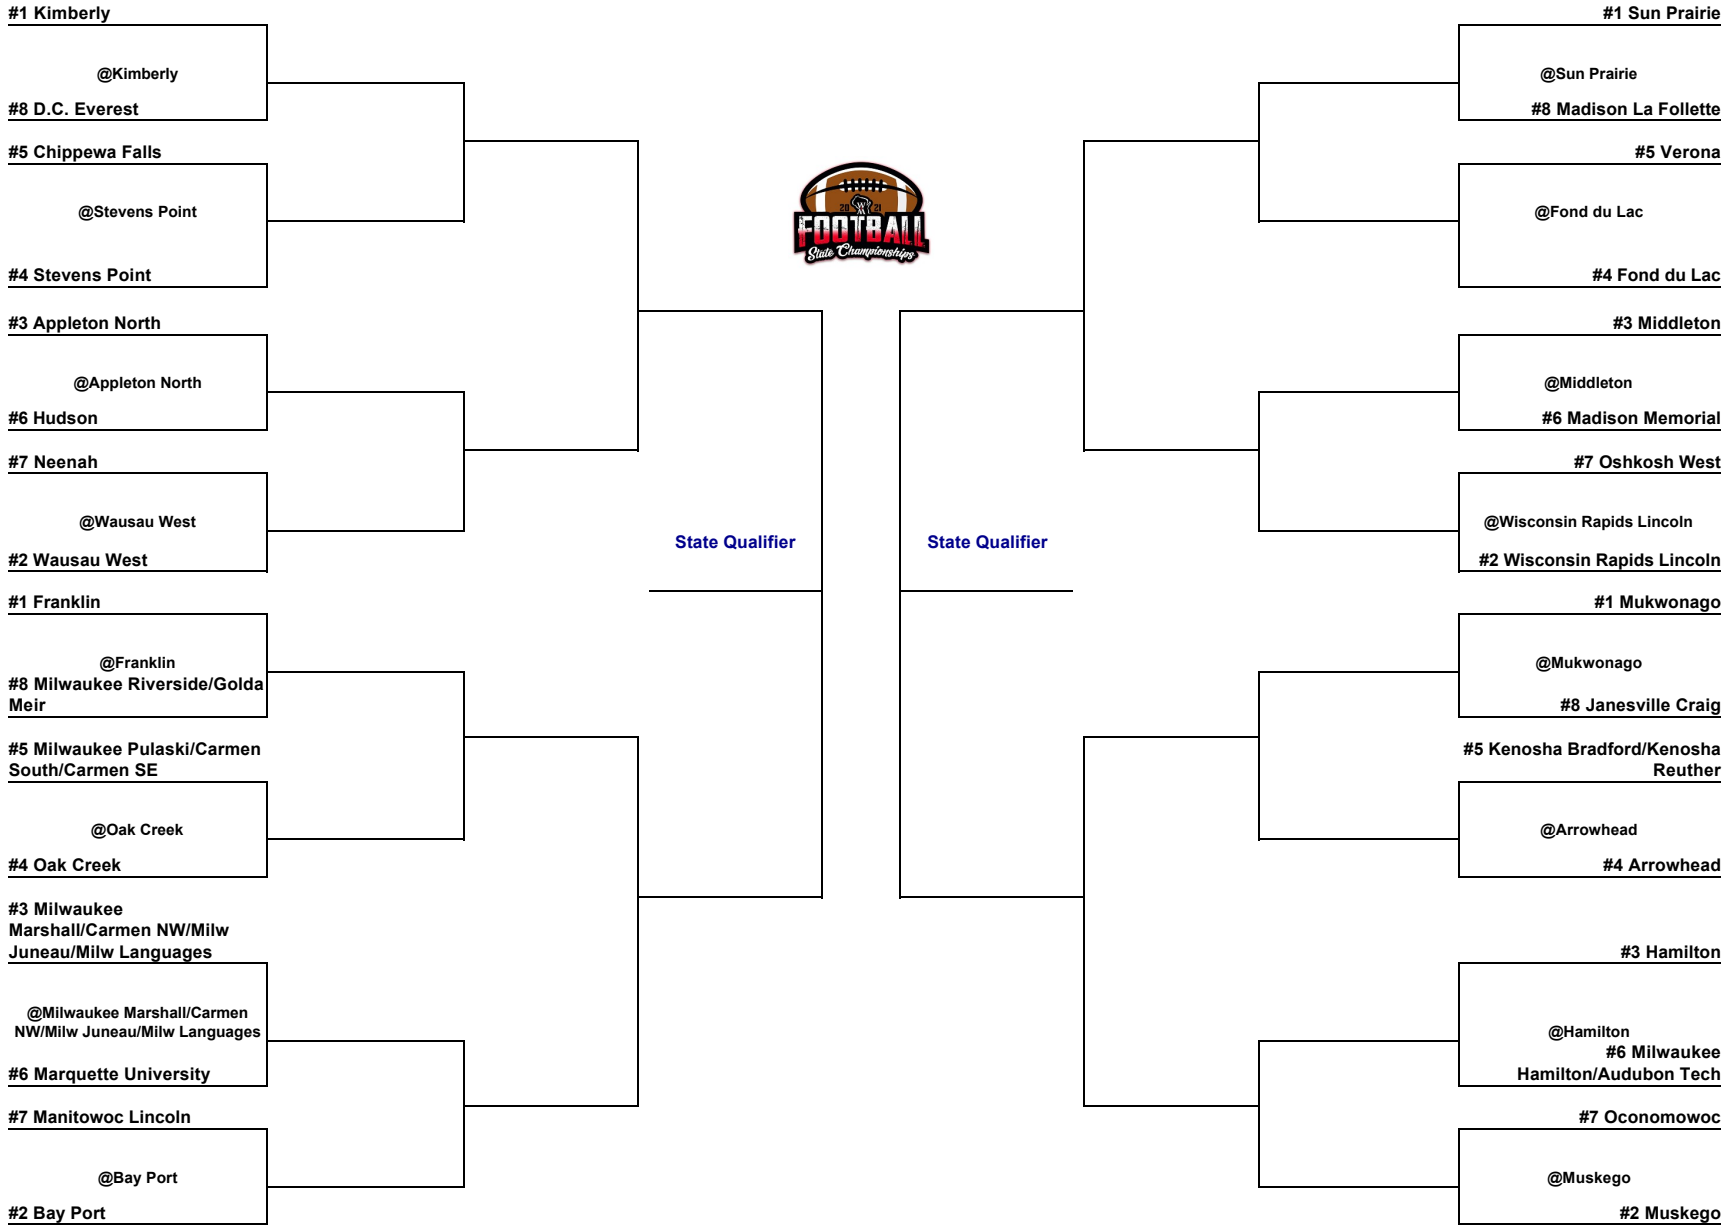 #1 Kimberly
@Kimberly
#8 D.C. Everest
#5 Chippewa Falls
@Stevens Point
#4 Stevens Point
#3 Appleton North
@Appleton North
#6 Hudson
#7 Neenah
@Wausau West
#2 Wausau West
#1 Franklin
@Franklin
#8 Milwaukee Riverside/Golda
Meir
#5 Milwaukee Pulaski/Carmen
South/Carmen SE
@Oak Creek
#4 Oak Creek
#3 Milwaukee
Marshall/Carmen NW/Milw
Juneau/Milw Languages
@Milwaukee Marshall/Carmen
NW/Milw Juneau/Milw Languages
#6 Marquette University
#7 Manitowoc Lincoln
@Bay Port
#2 Bay Port
State Qualifier
20 W 21
FOOTBALL
State Championships
State Qualifier
#1 Sun Prairie
@Sun Prairie
#8 Madison La Follette
#5 Verona
@Fond du Lac
#4 Fond du Lac
#3 Middleton
@Middleton
#6 Madison Memorial
#7 Oshkosh West
@Wisconsin Rapids Lincoln
#2 Wisconsin Rapids Lincoln
#1 Mukwonago
@Mukwonago
#8 Janesville Craig
#5 Kenosha Bradford/Kenosha
Reuther
@Arrowhead
#4 Arrowhead
#3 Hamilton
@Hamilton
#6 Milwaukee
Hamilton/Audubon Tech
#7 Oconomowoc
@Muskego
#2 Muskego